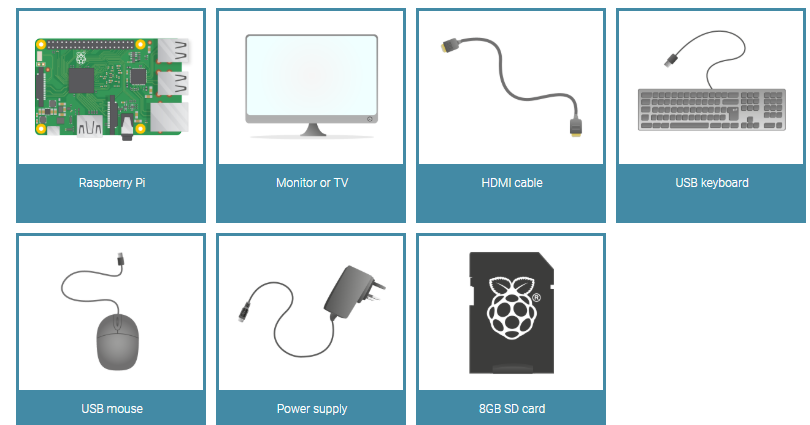 Raspberry Pi
Monitor or TV
HDMI cable
USB keyboard
USB mouse
Power supply
®
8GB SD card